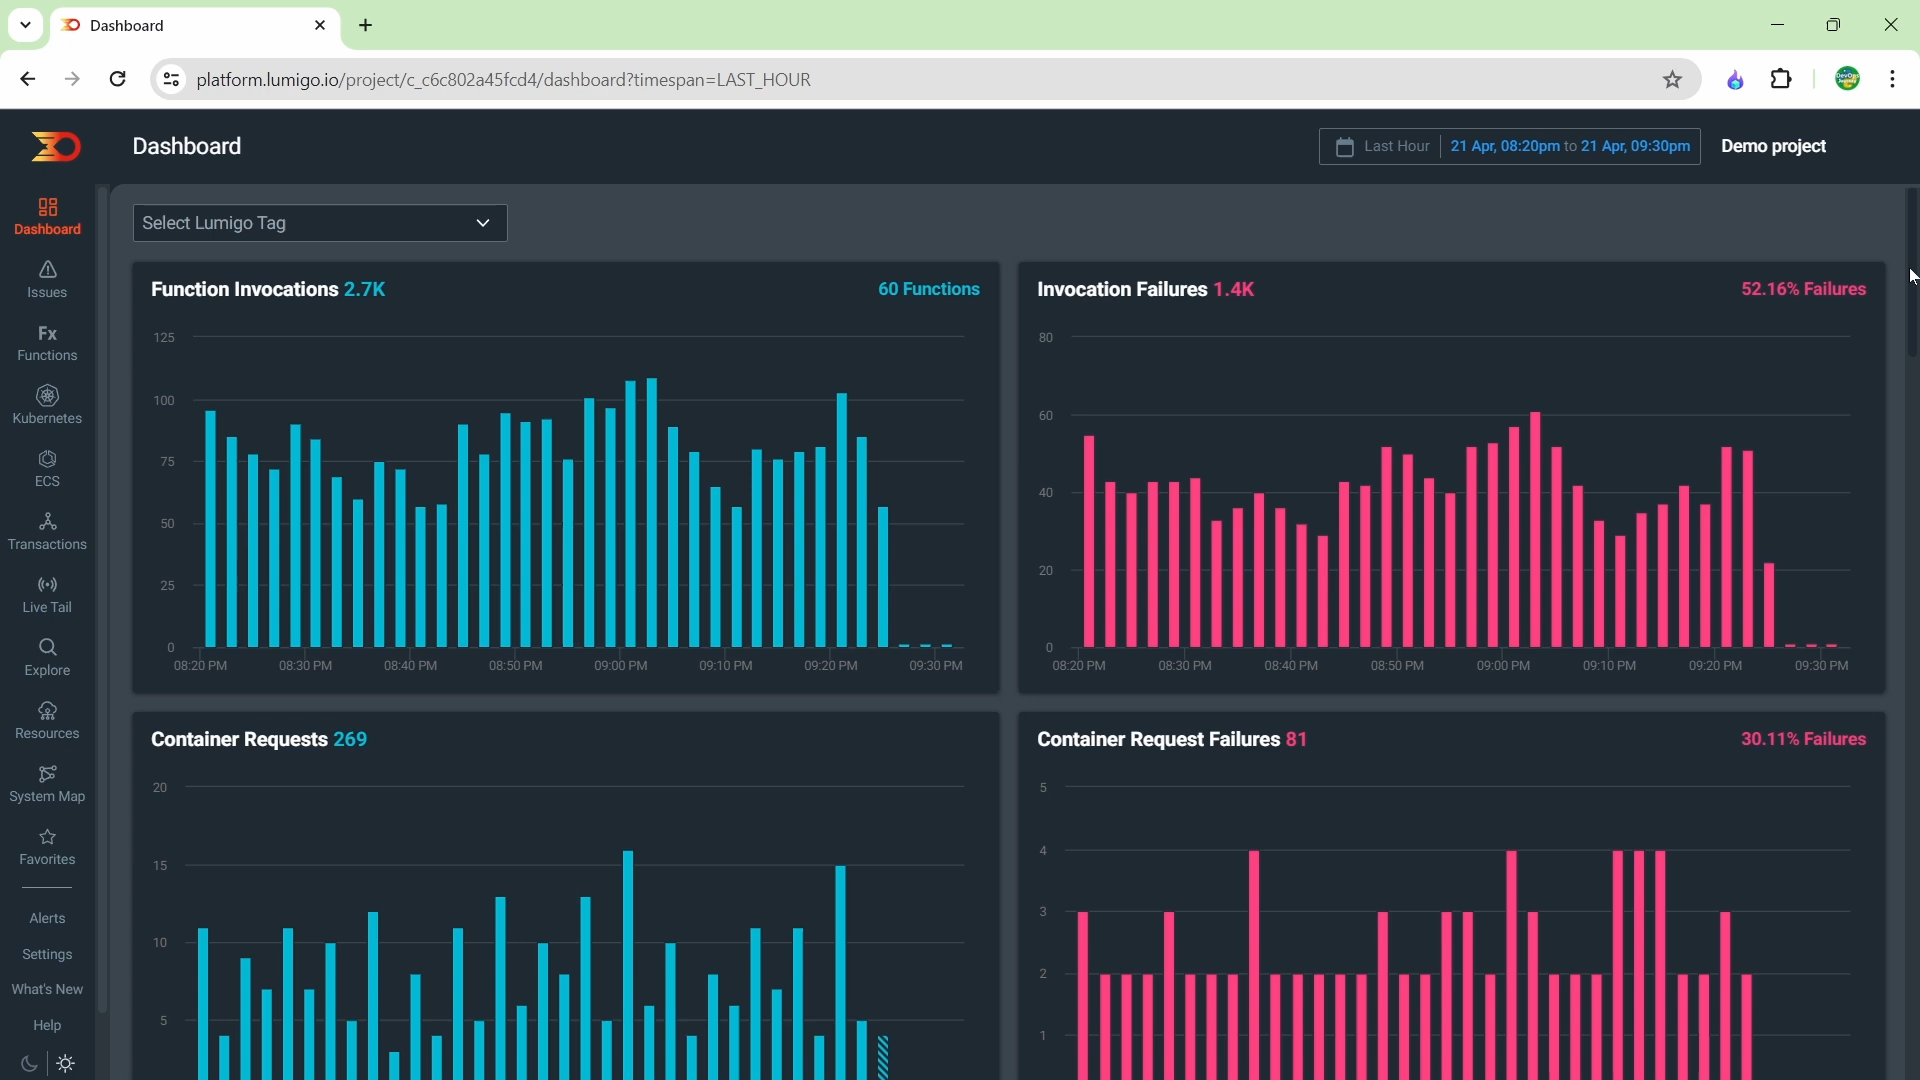 Dashboard
platform.lumigo.io/project/c_c6c802a45fcd4/dashboard?timespan=LAST_HOUR
Dashboard
Last Hour 21 Apr, 08:20pm to 21 Apr, 09:30pm
Demo project
Dashboard
Issues
Fx
Functions
Kubernetes
ECS
Transactions
Live Tail
Explore
Resources
System Map
Favorites
Alerts
Settings
What's New
Help
Select Lumigo Tag
Function Invocations 2.7K
60 Functions
125
100
75
50
25
0
08:20 PM 08:30 PM 08:40 PM 08:50 PM 09:00 PM 09:10 PM 09:20 PM 09:30 PM
Invocation Failures 1.4K
52.16% Failures
80
60
40
20
0
08:20 PM 08:30 PM 08:40 PM 08:50 PM 09:00 PM 09:10 PM 09:20 PM 09:30 PM
Container Requests 269
20
15
10
5
Container Request Failures 81
30.11% Failures
5
4
3
2
1